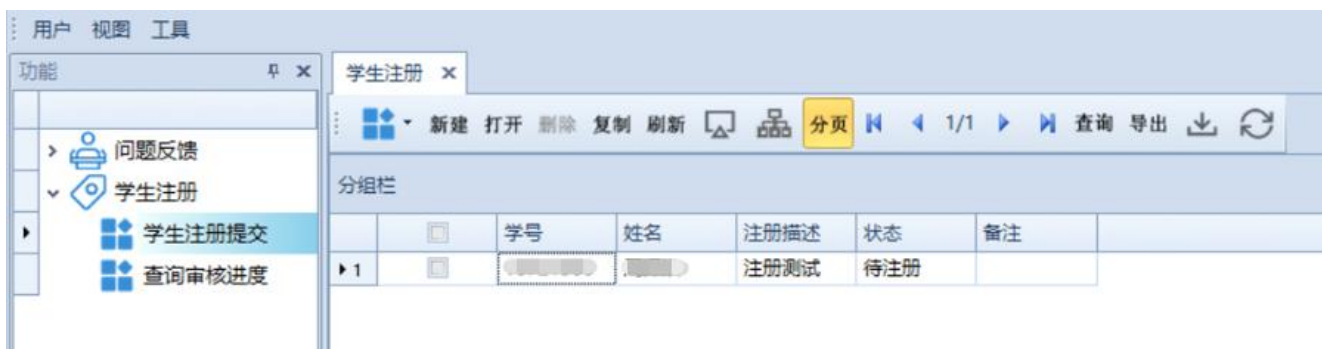 用户 视图 工具
功能
学生注册
新建 打开 删除 复制 刷新 分页 1/1 查询 导出
问题反馈
学生注册
学生注册提交
查询审核进度
分组栏
学号 姓名 注册描述 状态 备注
1 注册测试 待注册